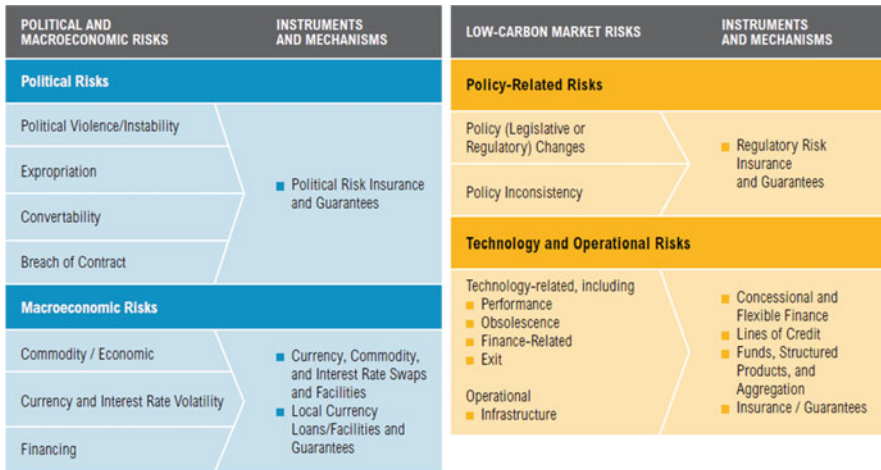 POLITICAL AND
MACROECONOMIC RISKS
INSTRUMENTS
AND MECHANISMS
Political Risks
Political Violence/Instability
Expropriation
Convertability
Breach of Contract
Political Risk Insurance
and Guarantees
Macroeconomic Risks
Commodity / Economic
Currency and Interest Rate Volatility
Financing
Currency, Commodity,
and Interest Rate Swaps
and Facilities
Local Currency
Loans/Facilities and
Guarantees
LOW-CARBON MARKET RISKS
INSTRUMENTS
AND MECHANISMS
Policy-Related Risks
Policy (Legislative or
Regulatory) Changes
Policy Inconsistency
Regulatory Risk
Insurance
and Guarantees
Technology and Operational Risks
Technology-related, including
Performance
Obsolescence
Finance-Related
Exit
Operational
Infrastructure
Concessional and
Flexible Finance
Lines of Credit
Funds, Structured
Products, and
Aggregation
Insurance / Guarantees